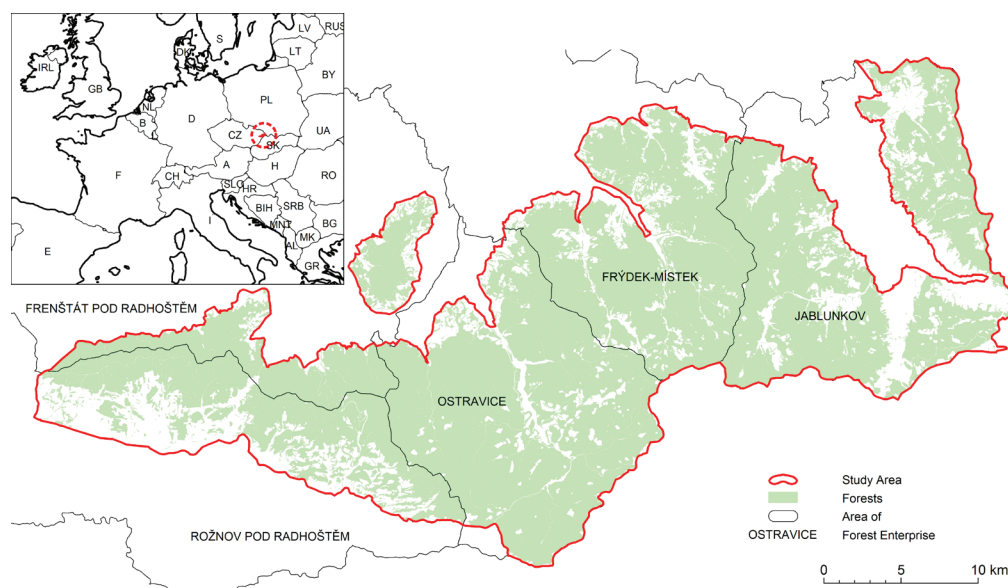 LV
RUS
S
DK
LT
IRL
BY
GB
NL
PL
B
D
CZ
UA
SK
F
A
H
CH
RO
SLO
HR
BIH
SRB
I
MNT
BG
E
MK
AL
GR
FRENŠTÁT POD RADHOŠTĚM
FRÝDEK-MÍSTEK
JABLUNKOV
OSTRAVICE
ROŽNOV POD RADHOŠTĚM
Study Area
Forests
Area of
OSTRAVICE Forest Enterprise
0 5 10 km